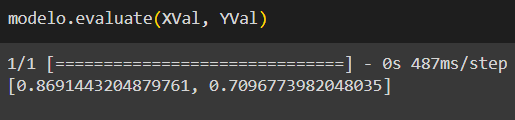 modelo.evaluate(XVal, YVal)
1/1 [==============================] - 0s 487ms/step
[0.8691443204879761, 0.7096773982048035]